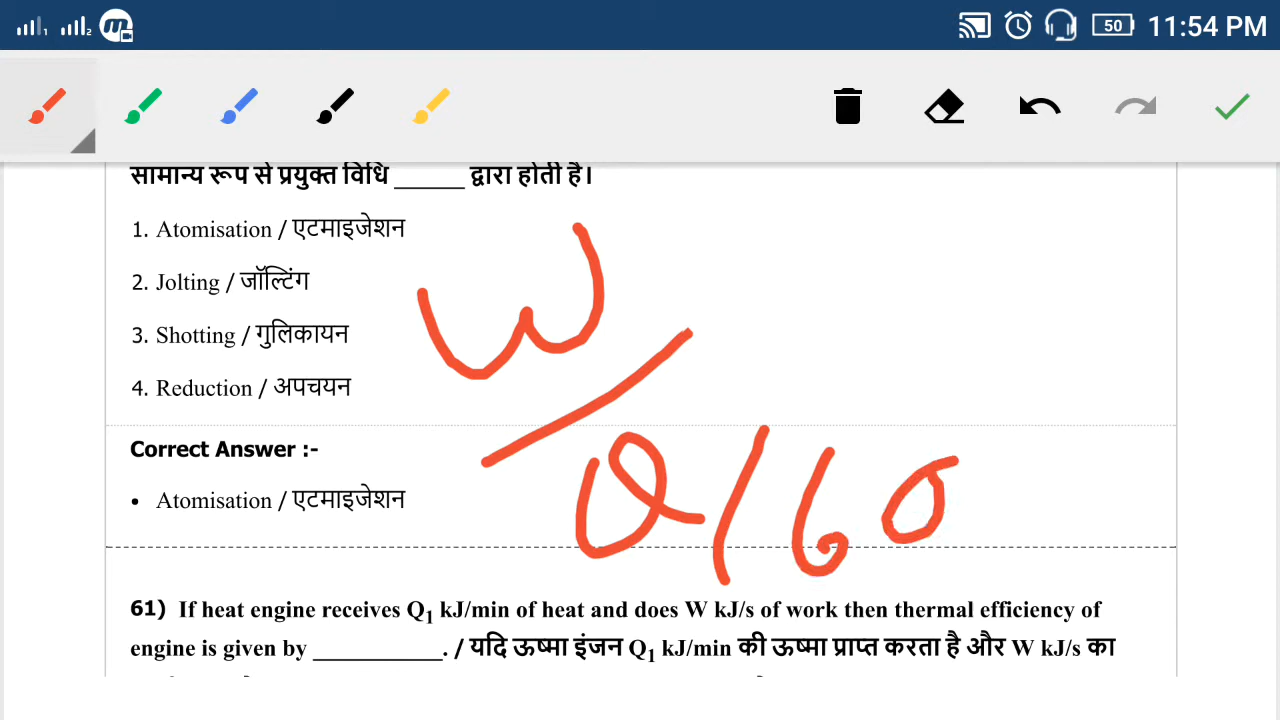 50 11:54 PM
सामान्य रूप से प्रयुक्त विधि ______ द्वारा होती है।
1. Atomisation / एटमाइजेशन
2. Jolting / जॉल्टिंग
3. Shotting / गुलिकायन
4. Reduction / अपचयन
W
/
Q/60
Correct Answer :-
• Atomisation / एटमाइजेशन
61) If heat engine receives Q₁ kJ/min of heat and does W kJ/s of work then thermal efficiency of
engine is given by ___________. / यदि ऊष्मा इंजन Q₁ kJ/min की ऊष्मा प्राप्त करता है और W kJ/s का